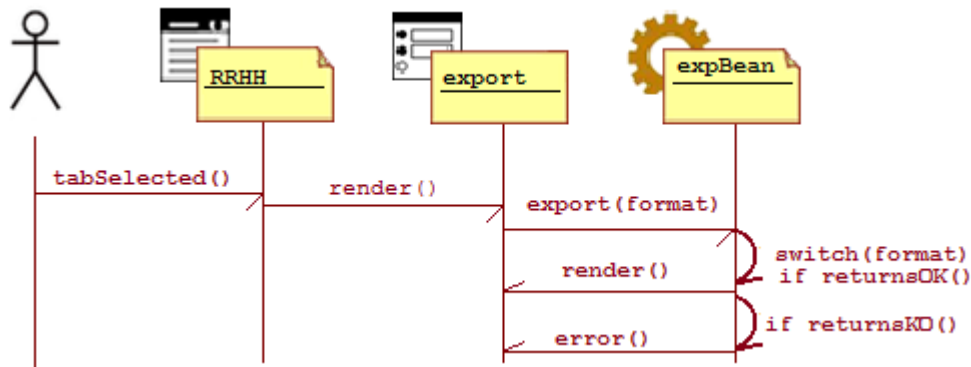 RRHH
export
expBean
tabSelected()
render()
export(format)
switch(format)
if returnsOK()
render()
if returnsKO()
error()